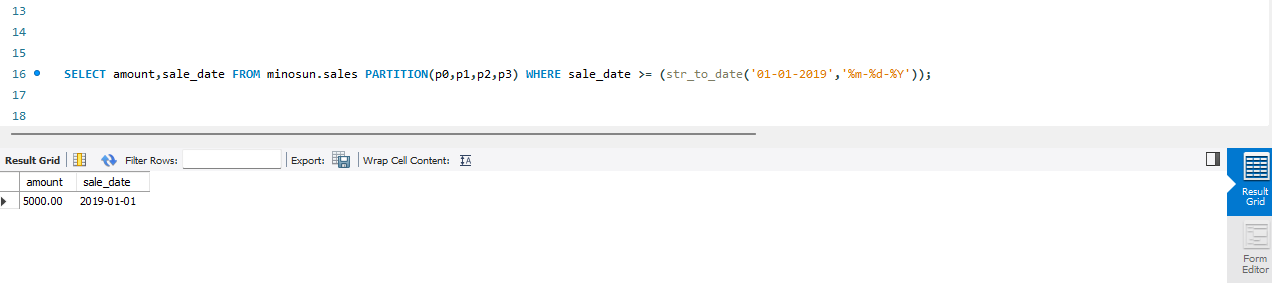 13
14
15
16 SELECT amount,sale_date FROM minosun.sales PARTITION(p0,p1,p2,p3) WHERE sale_date >= (str_to_date('01-01-2019','%m-%d-%Y'));
17
18
Result Grid Filter Rows: Export: Wrap Cell Content: IA
amount sale_date
5000.00 2019-01-01
Result
Grid
Form
Editor